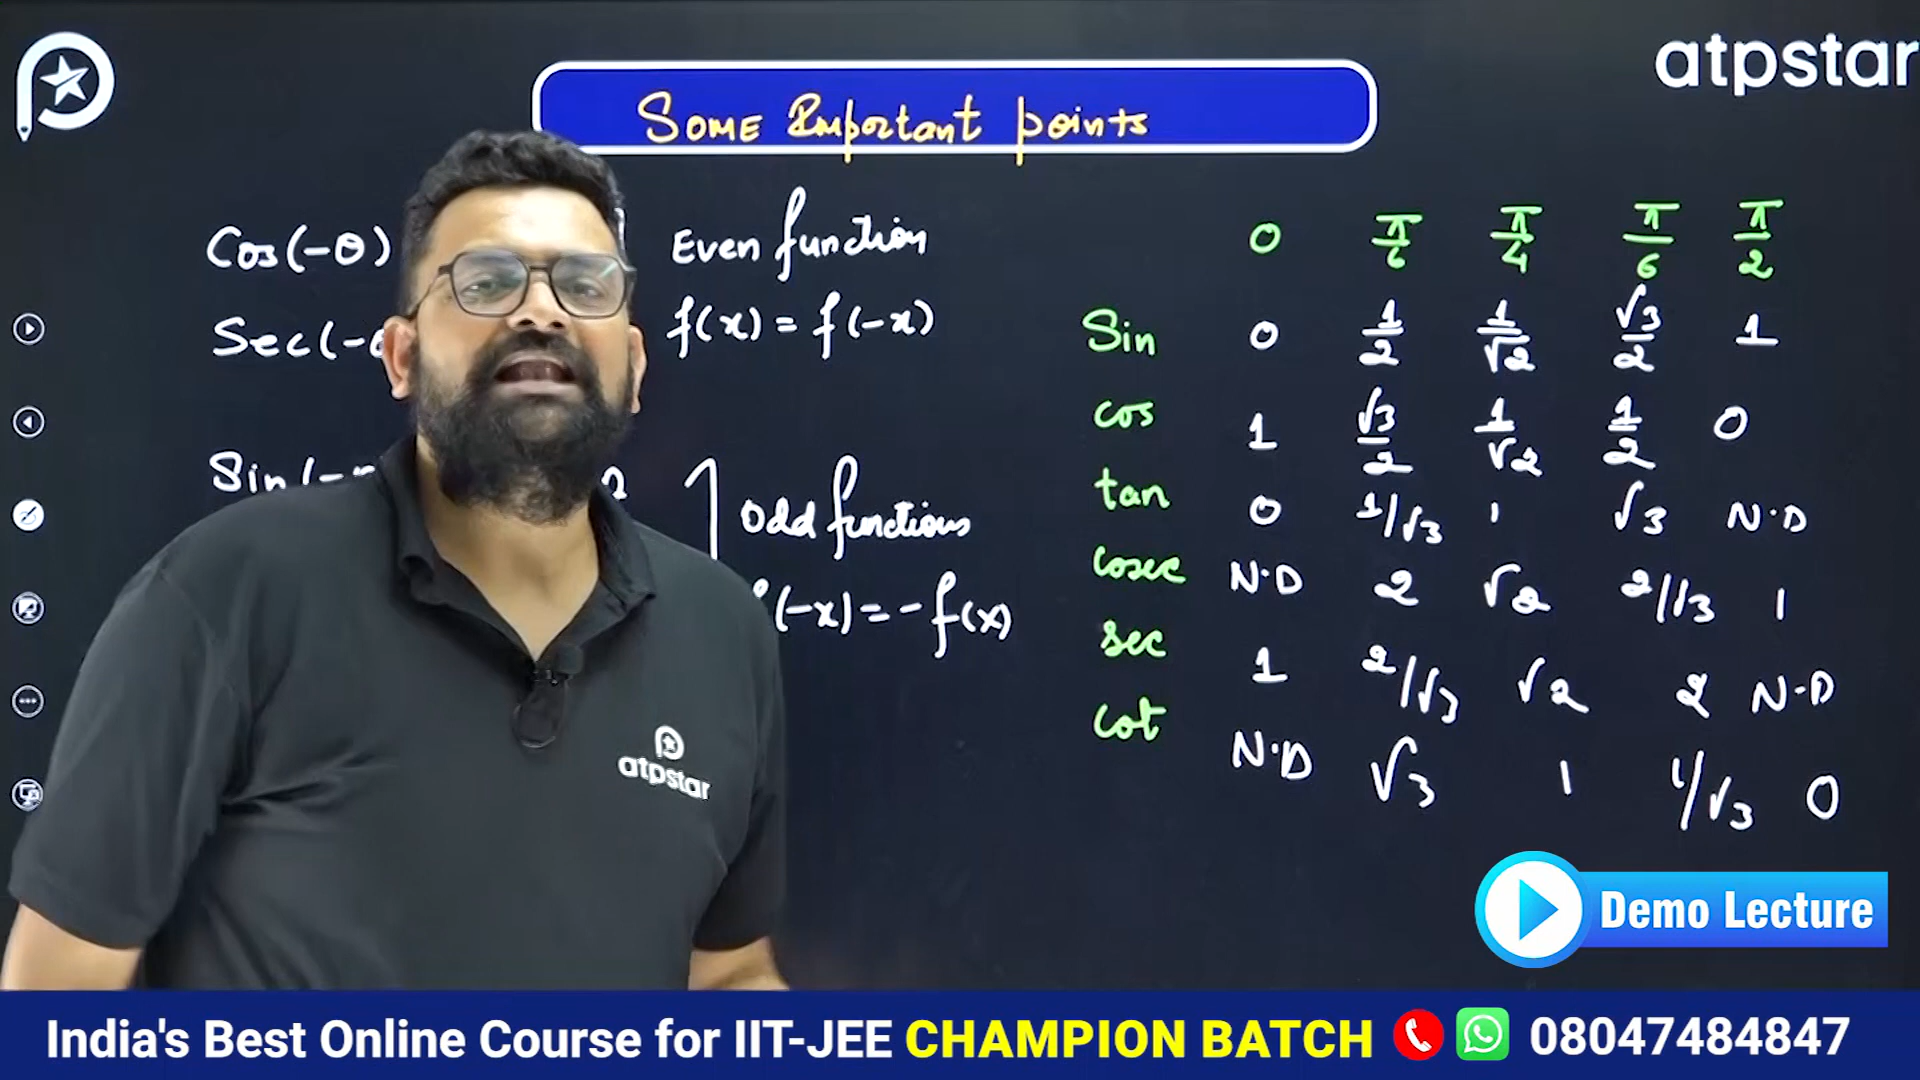 atpstar
SOME Important points
Cos(-θ)
Even function
Sec(-
f(x) = f(-x)
Sin(-
Odd functions
(-x) = -f(x)
0 π/6 π/4 π/6 π/2
Sin 0 1/2 1/√2 √3/2 1
cos 1 √3/2 1/√2 1/2 0
tan 0 1/√3 1 √3 N.D
cosec N.D 2 √2 2/√3 1
sec 1 2/√3 √2 2 N.D
cot N.D √3 1 1/√3 0
atpstar
Demo Lecture
India's Best Online Course for IIT-JEE CHAMPION BATCH 08047484847